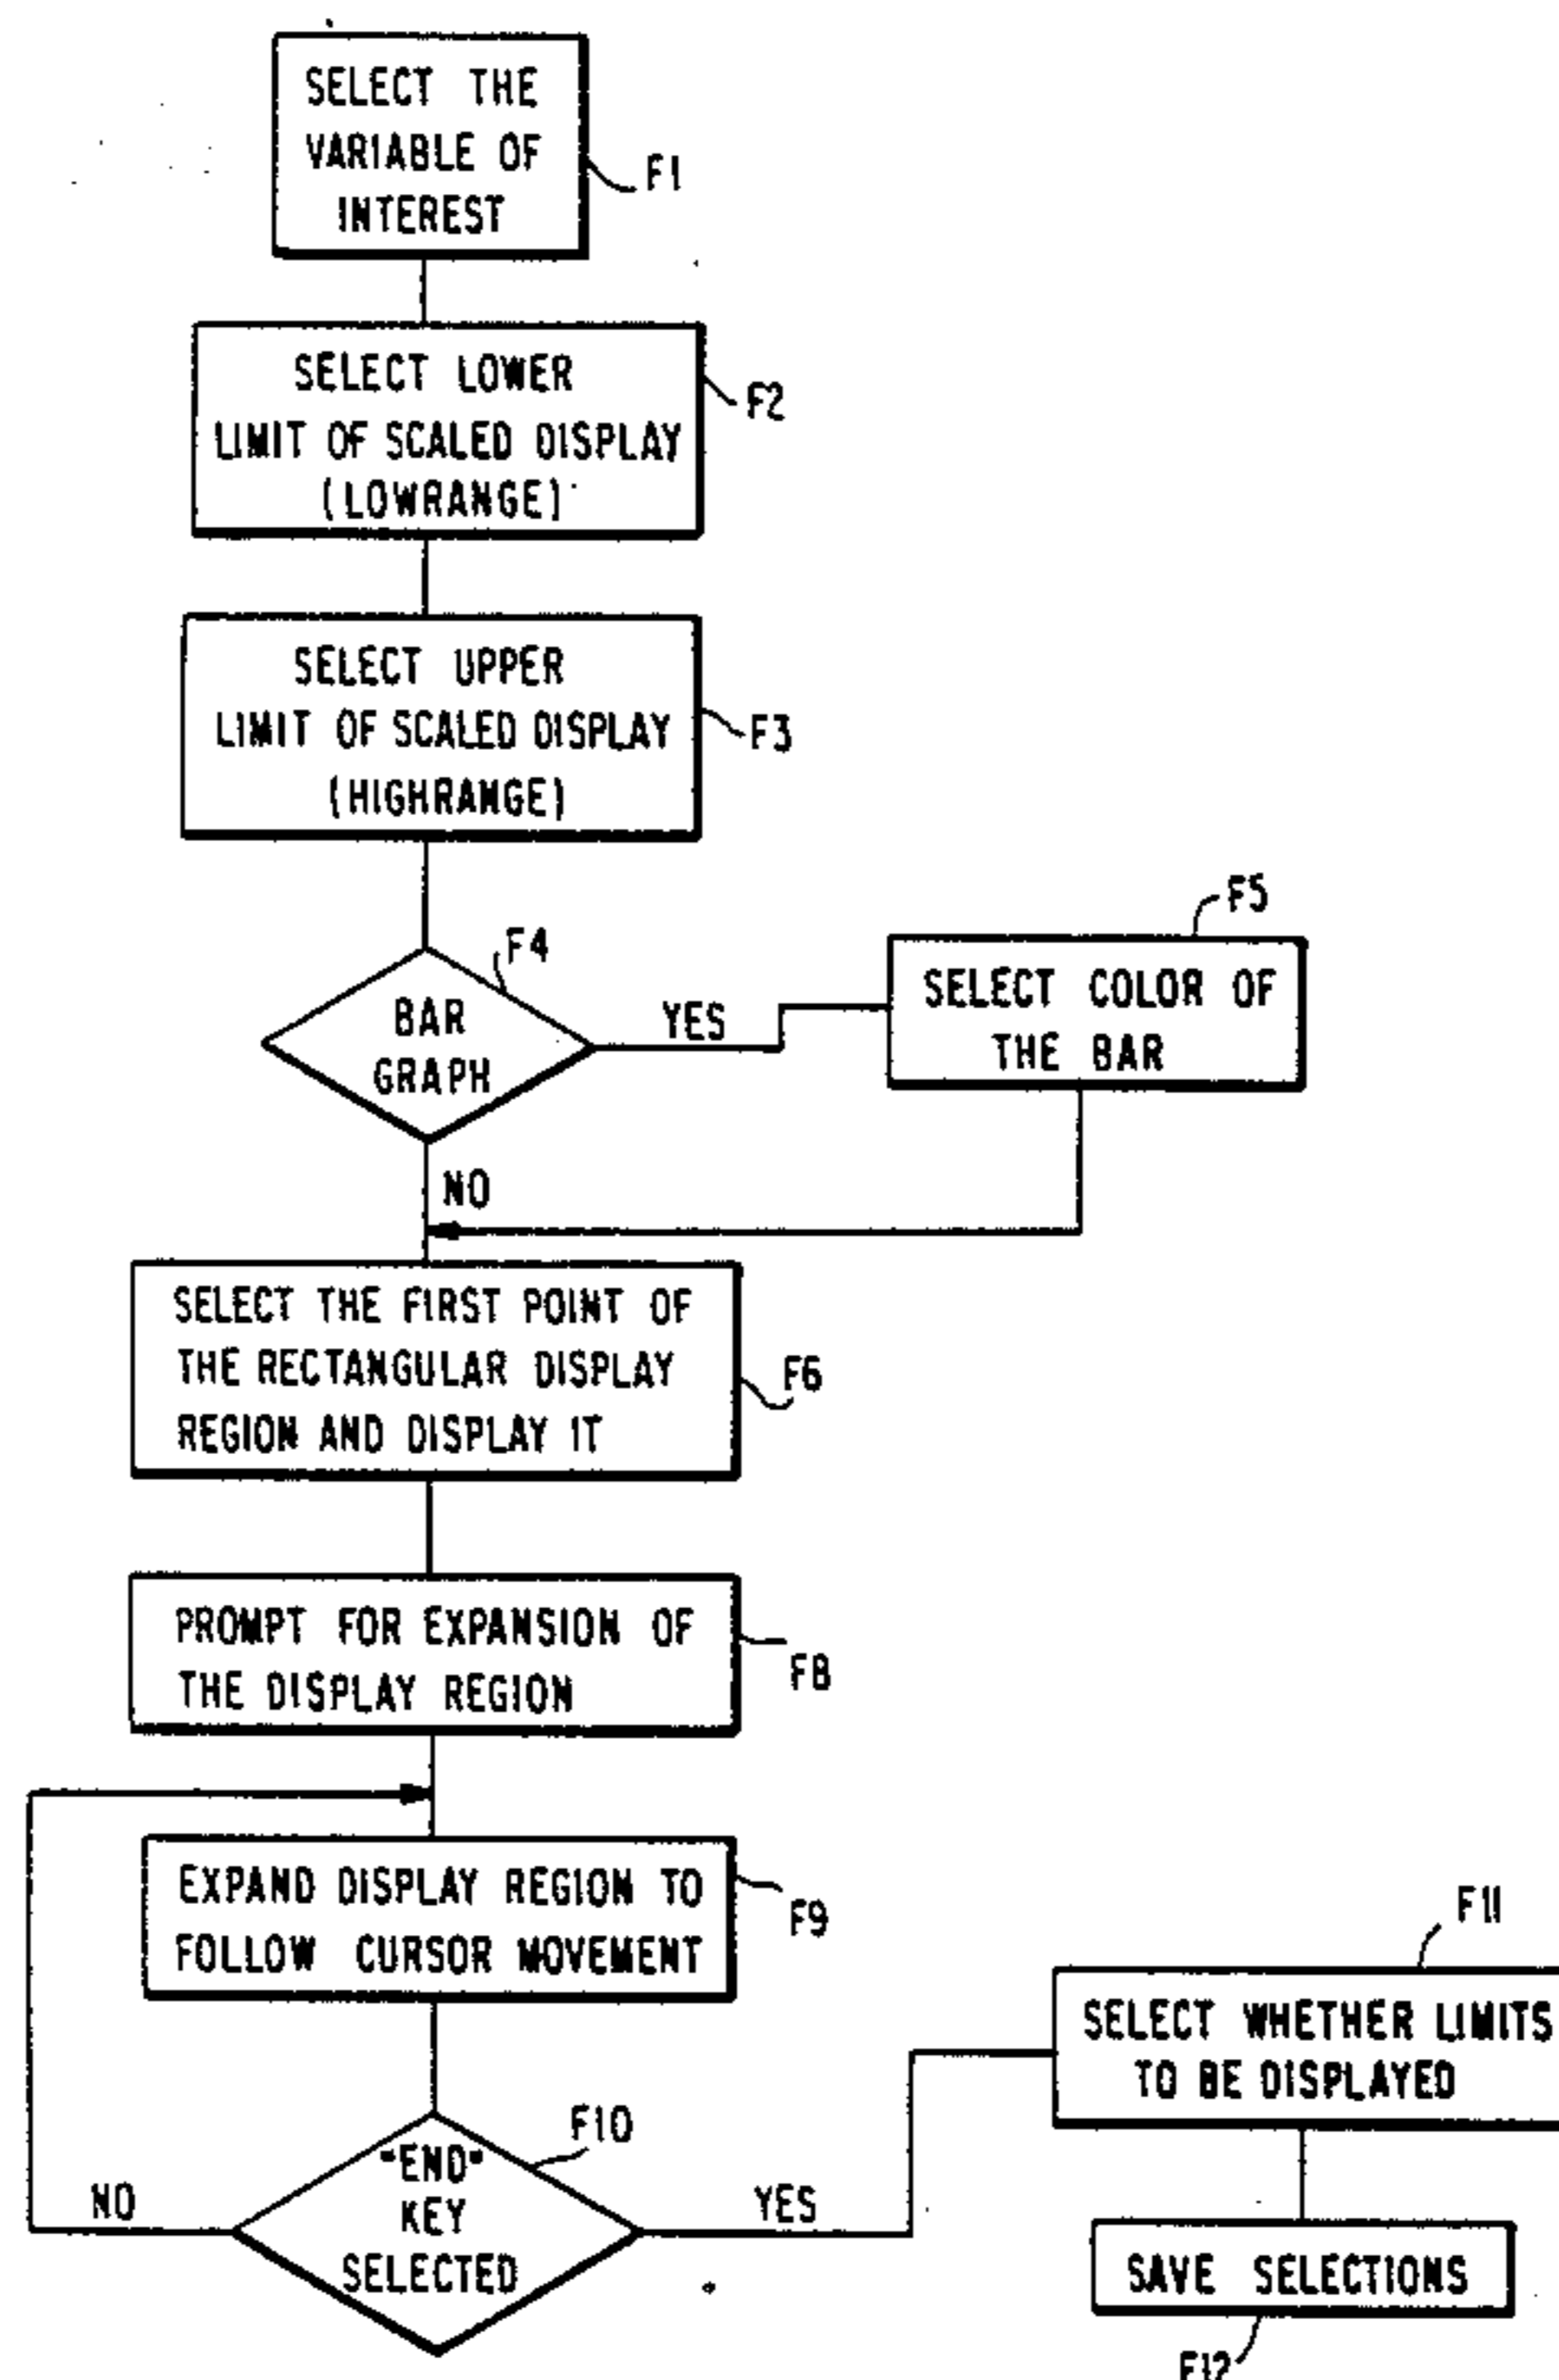 SELECT THE
VARIABLE OF
INTEREST
F1
SELECT LOWER
LIMIT OF SCALED DISPLAY
(LOWRANGE)
F2
SELECT UPPER
LIMIT OF SCALED DISPLAY
(HIGHRANGE)
F3
F4
BAR
GRAPH
YES
NO
F5
SELECT COLOR OF
THE BAR
SELECT THE FIRST POINT OF
THE RECTANGULAR DISPLAY
REGION AND DISPLAY IT
F6
PROMPT FOR EXPANSION OF
THE DISPLAY REGION
F8
EXPAND DISPLAY REGION TO
FOLLOW CURSOR MOVEMENT
F9
F10
"END"
KEY
SELECTED
NO
YES
F11
SELECT WHETHER LIMITS
TO BE DISPLAYED
SAVE SELECTIONS
F12